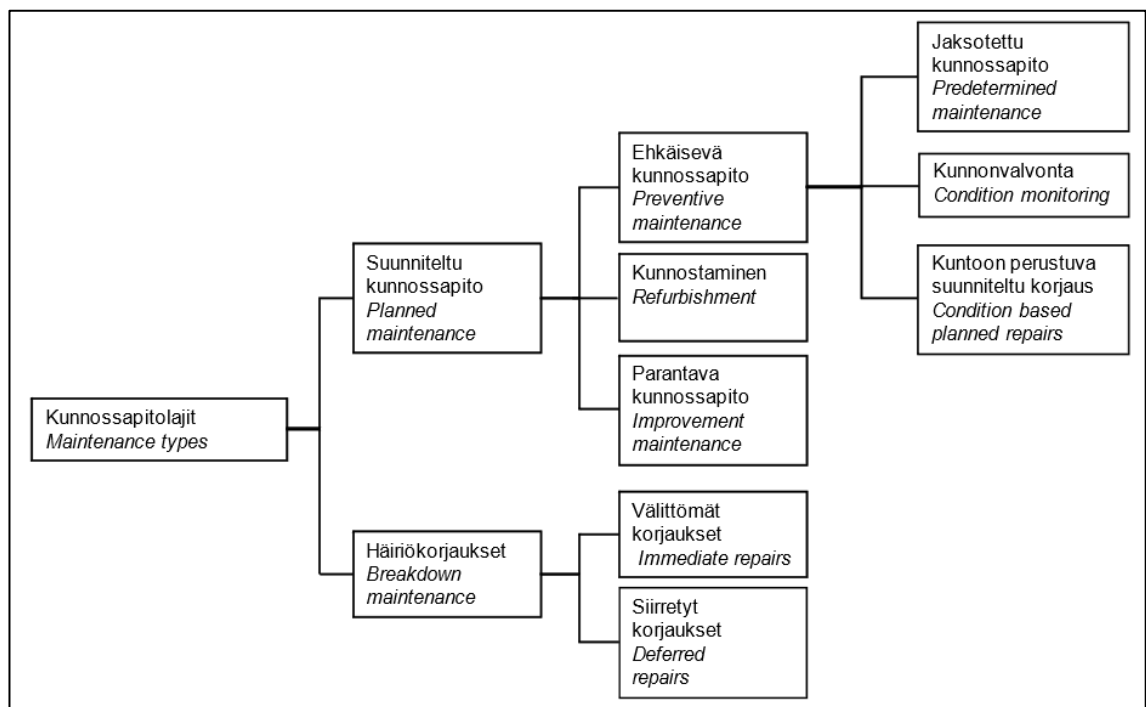 Kunnossapitolajit
Maintenance types
Suunniteltu
kunnossapito
Planned
maintenance
Häiriökorjaukset
Breakdown
maintenance
Ehkäisevä
kunnossapito
Preventive
maintenance
Kunnostaminen
Refurbishment
Parantava
kunnossapito
Improvement
maintenance
Välittömät
korjaukset
Immediate repairs
Siirretyt
korjaukset
Deferred
repairs
Jaksotettu
kunnossapito
Predetermined
maintenance
Kunnonvalvonta
Condition monitoring
Kuntoon perustuva
suunniteltu korjaus
Condition based
planned repairs